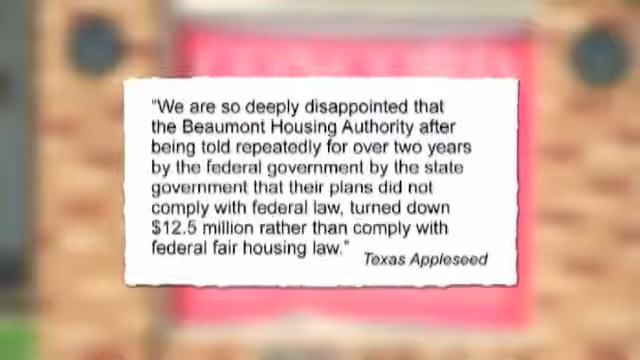 "We are so deeply disappointed that
the Beaumont Housing Authority after
being told repeatedly for over two years
by the federal government by the state
government that their plans did not
comply with federal law, turned down
$12.5 million rather than comply with
federal fair housing law."
Texas Appleseed